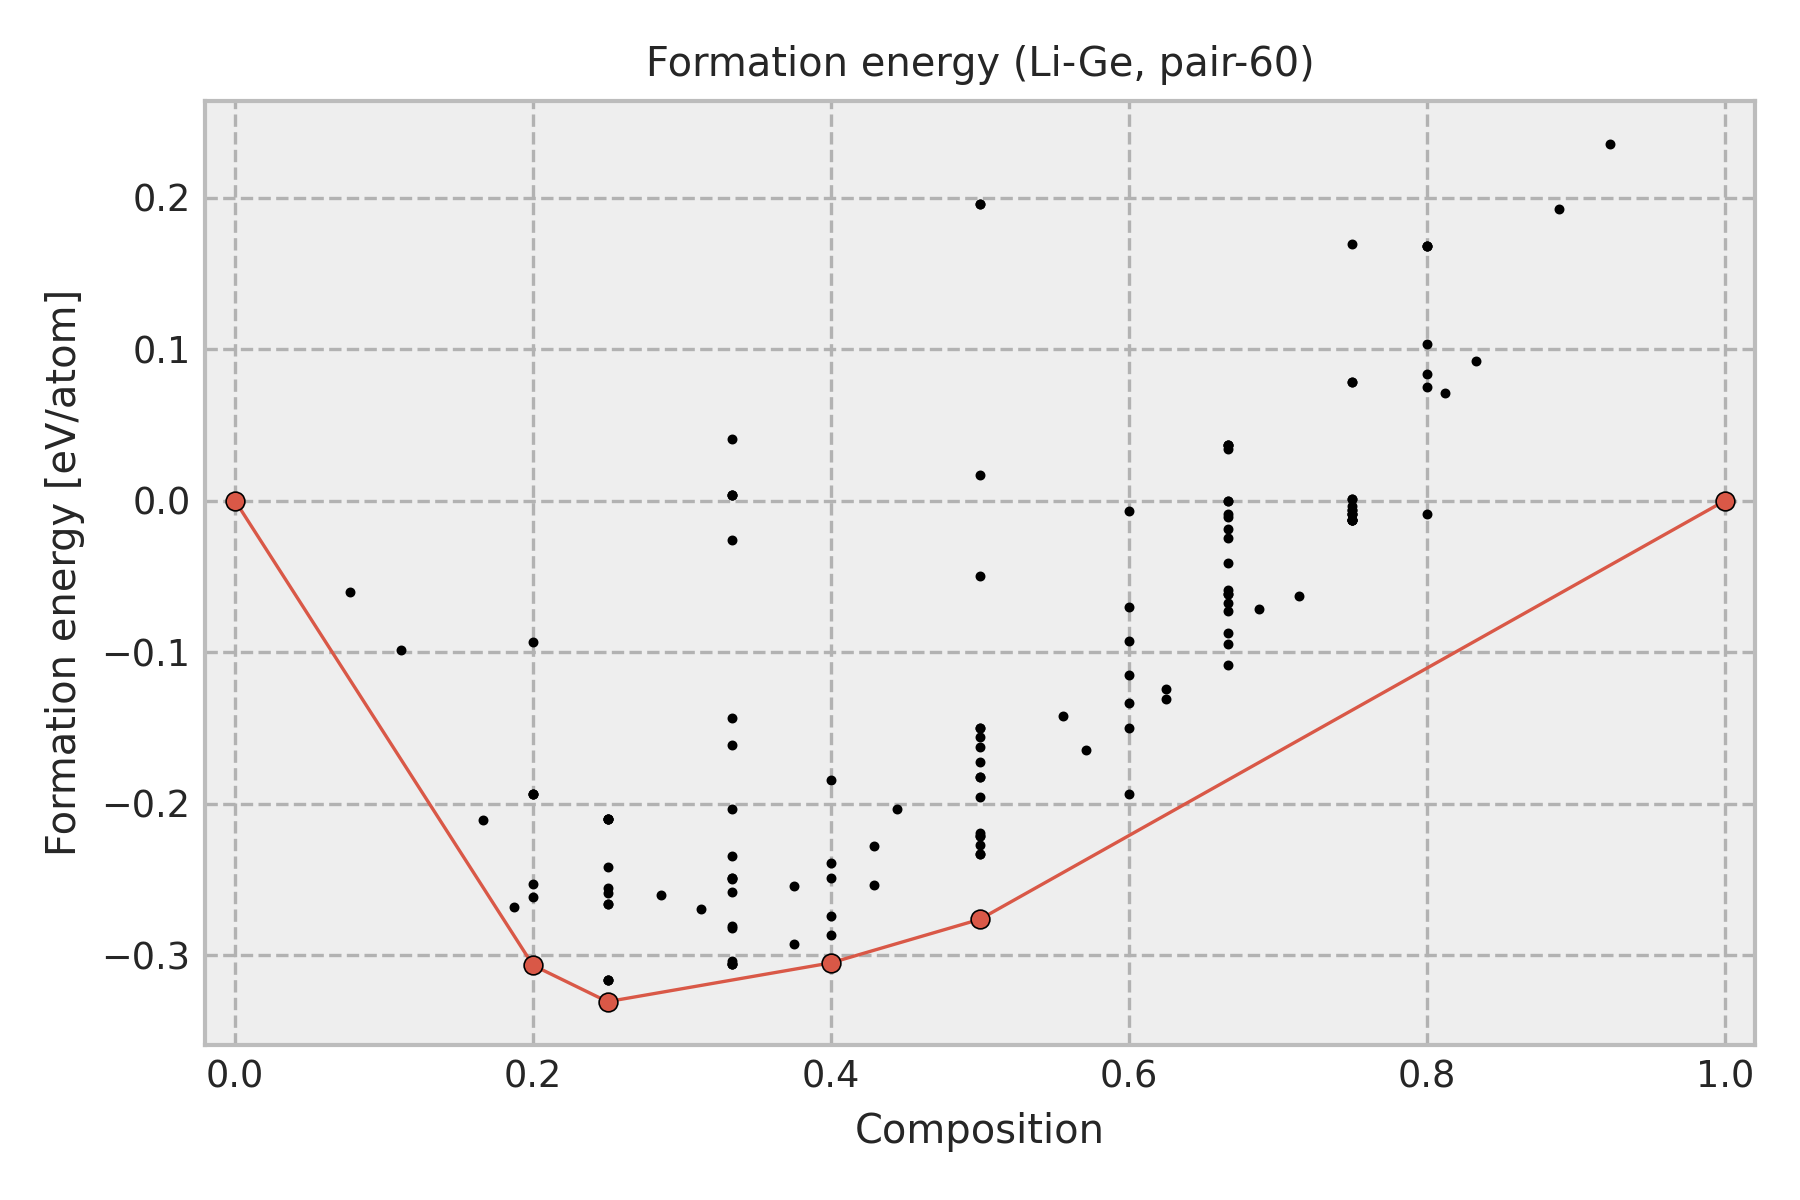 Formation energy (Li-Ge, pair-60)
Formation energy [eV/atom]
0.2
0.1
0.0
−0.1
−0.2
−0.3
0.0 0.2 0.4 0.6 0.8 1.0
Composition